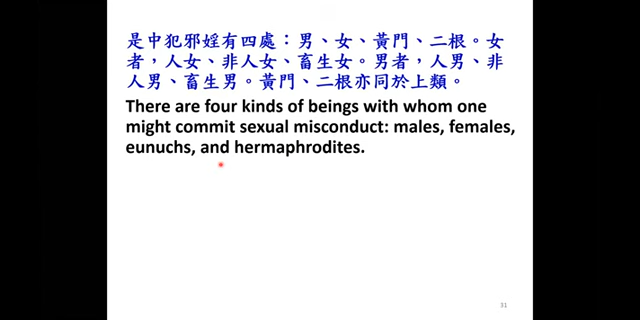 是中犯邪婬有四處：男、女、黃門、二根。女
者，人女、非人女、畜生女。男者，人男、非
人男、畜生男。黃門、二根亦同於上類。
There are four kinds of beings with whom one
might commit sexual misconduct: males, females,
eunuchs, and hermaphrodites.
31